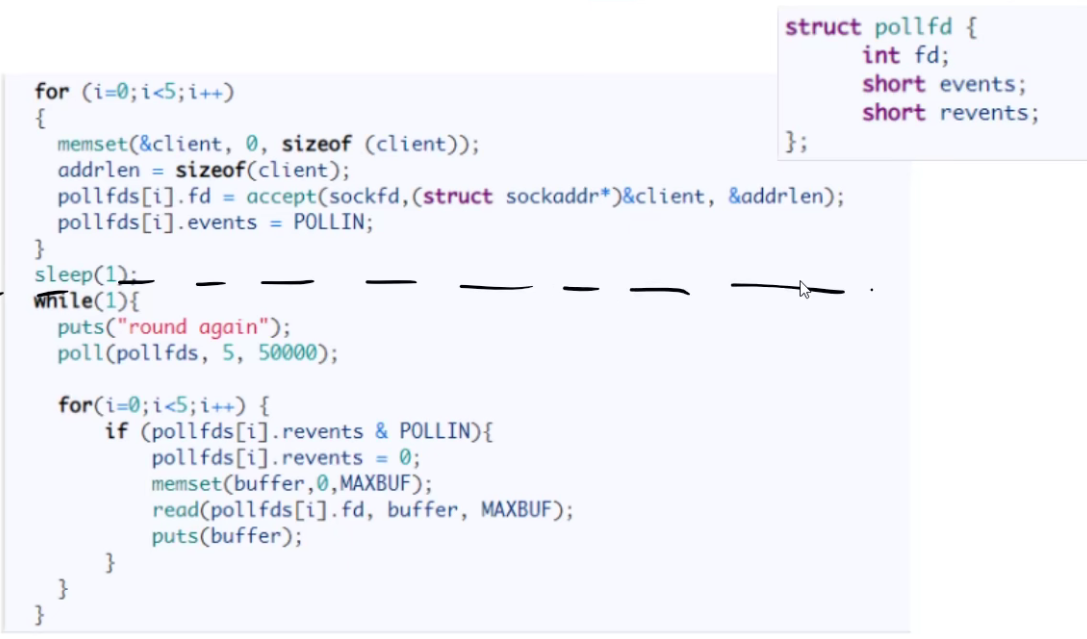 struct pollfd {
int fd;
short events;
short revents;
};
for (i=0;i<5;i++)
{
memset(&client, 0, sizeof (client));
addrlen = sizeof(client);
pollfds[i].fd = accept(sockfd,(struct sockaddr*)&client, &addrlen);
pollfds[i].events = POLLIN;
}
sleep(1);
while(1){
puts("round again");
poll(pollfds, 5, 50000);
for(i=0;i<5;i++) {
if (pollfds[i].revents & POLLIN){
pollfds[i].revents = 0;
memset(buffer,0,MAXBUF);
read(pollfds[i].fd, buffer, MAXBUF);
puts(buffer);
}
}
}